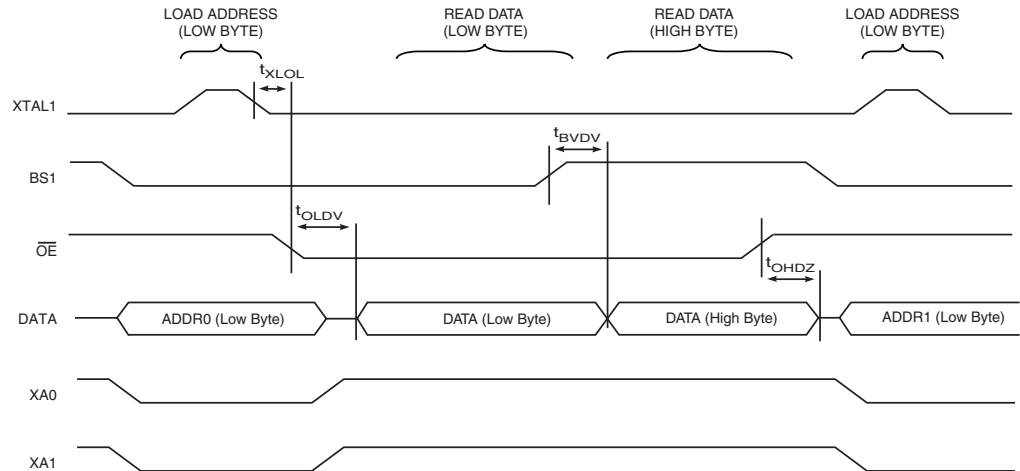 LOAD ADDRESS
(LOW BYTE)
READ DATA
(LOW BYTE)
READ DATA
(HIGH BYTE)
LOAD ADDRESS
(LOW BYTE)
tXLOL
XTAL1
tBVDV
BS1
tOLDV
OE
tOHDZ
DATA
ADDR0 (Low Byte)
DATA (Low Byte)
DATA (High Byte)
ADDR1 (Low Byte)
XA0
XA1